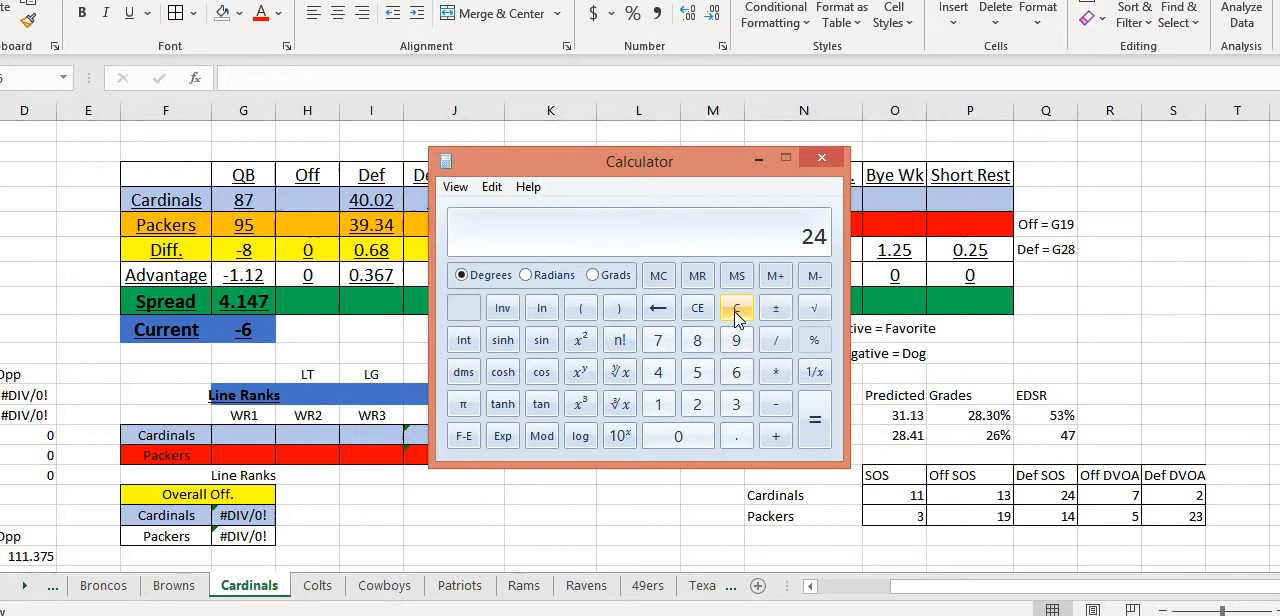 Conditional Format as Cell Insert Delete Format Sort & Find & Analyze
B I U Merge & Center $ % Formatting Table Styles Filter Select Data
board Font Alignment Number Styles Cells Editing Analysis
fx
D E F G H I J K L M N O P Q R S T
QB Off Def Bye Wk Short Rest
Cardinals 87 40.02
Packers 95 39.34 Off = G19
Diff. -8 0 0.68 1.25 0.25 Def = G28
Advantage -1.12 0 0.367 0 0
Spread 4.147
Current -6 tive = Favorite
egative = Dog
Calculator
View Edit Help
24
Degrees Radians Grads MC MR MS M+ M-
Inv ln ( ) ← CE C ± √
Int sinh sin x² n! 7 8 9 / %
dms cosh cos xʸ ʸ√x 4 5 6 * 1/x
π tanh tan x³ ³√x 1 2 3 - =
F-E Exp Mod log 10ˣ 0 . +
Opp LT LG
#DIV/0! Line Ranks Predicted Grades EDSR
#DIV/0! WR1 WR2 WR3 31.13 28.30% 53%
0 Cardinals 28.41 26% 47
0 Packers
0 Line Ranks SOS Off SOS Def SOS Off DVOA Def DVOA
Overall Off. Cardinals 11 13 24 7 2
Cardinals #DIV/0! Packers 3 19 14 5 23
Packers #DIV/0!
Opp
111.375
... Broncos Browns Cardinals Colts Cowboys Patriots Rams Ravens 49ers Texa ...